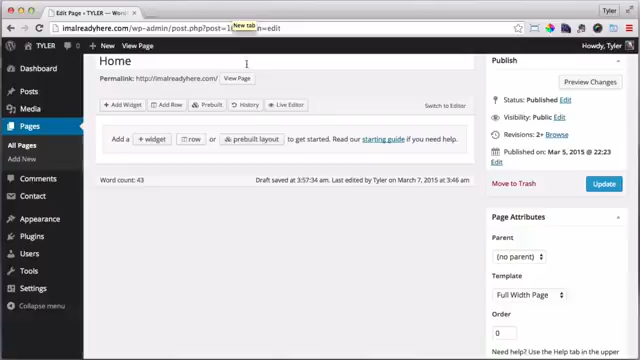 Edit Page ‹ TYLER — Word
Tyler
New tab
imalreadyhere.com/wp-admin/post.php?post=1 n=edit
TYLER + New View Page Howdy, Tyler
Dashboard
Posts
Media
Pages
All Pages
Add New
Comments
Contact
Appearance
Plugins
Users
Tools
Settings
Collapse menu
Home
Permalink: http://imalreadyhere.com/ View Page
Add Widget Add Row Prebuilt History Live Editor Switch to Editor
Add a + widget row or prebuilt layout to get started. Read our starting guide if you need help.
Word count: 43 Draft saved at 3:57:34 am. Last edited by Tyler on March 7, 2015 at 3:46 am
Publish
Preview Changes
Status: Published Edit
Visibility: Public Edit
Revisions: 2+ Browse
Published on: Mar 5, 2015 @ 22:23
Edit
Move to Trash Update
Page Attributes
Parent
(no parent)
Template
Full Width Page
Order
0
Need help? Use the Help tab in the upper